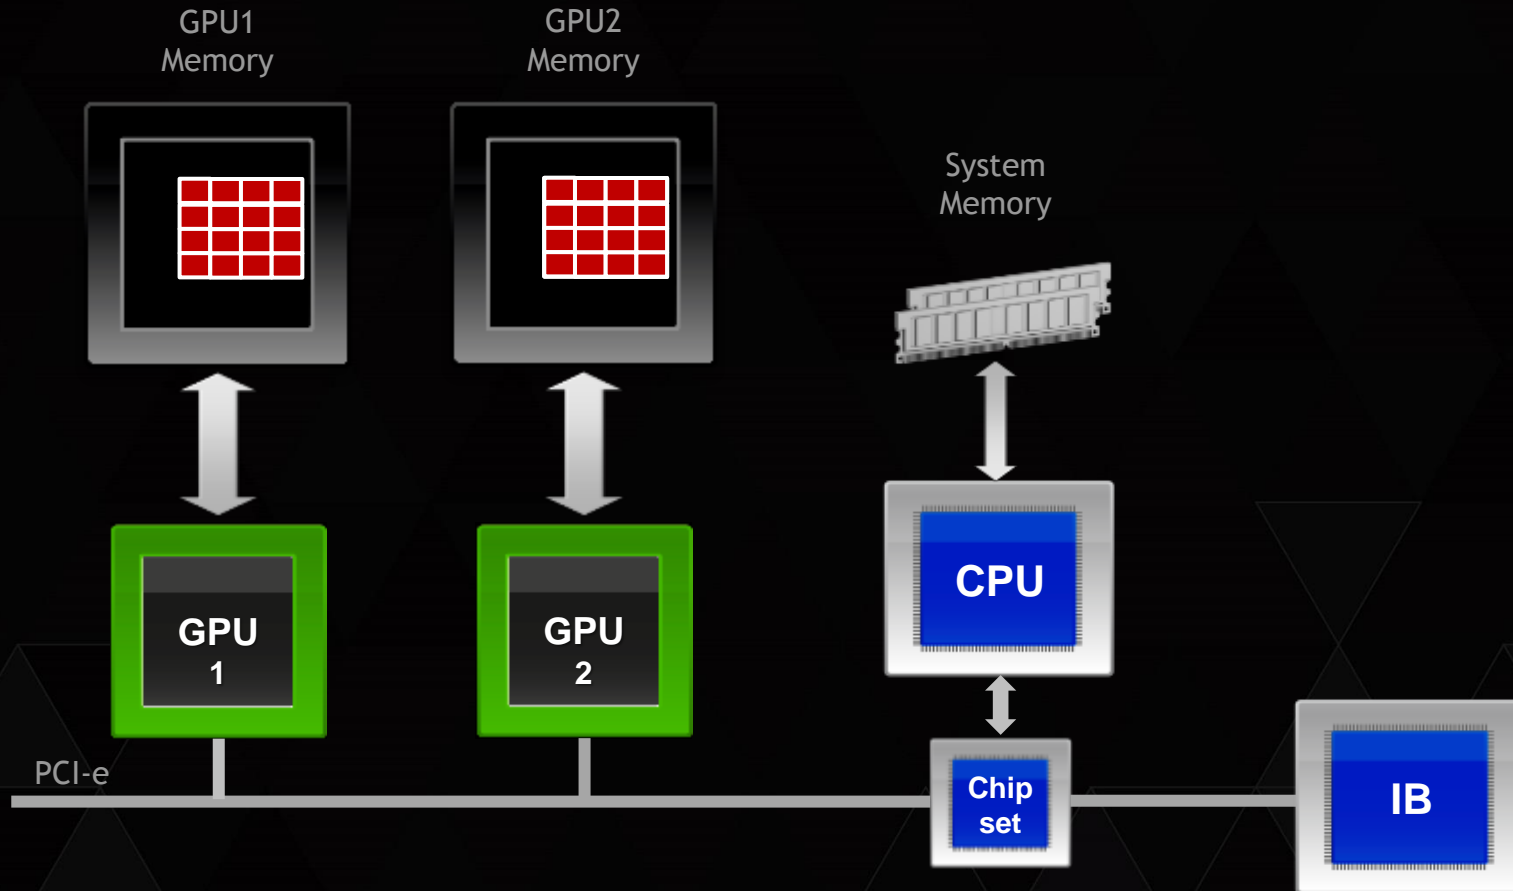 GPU1
Memory
GPU2
Memory
System
Memory
CPU
GPU
1
GPU
2
PCI-e
Chip
set
IB